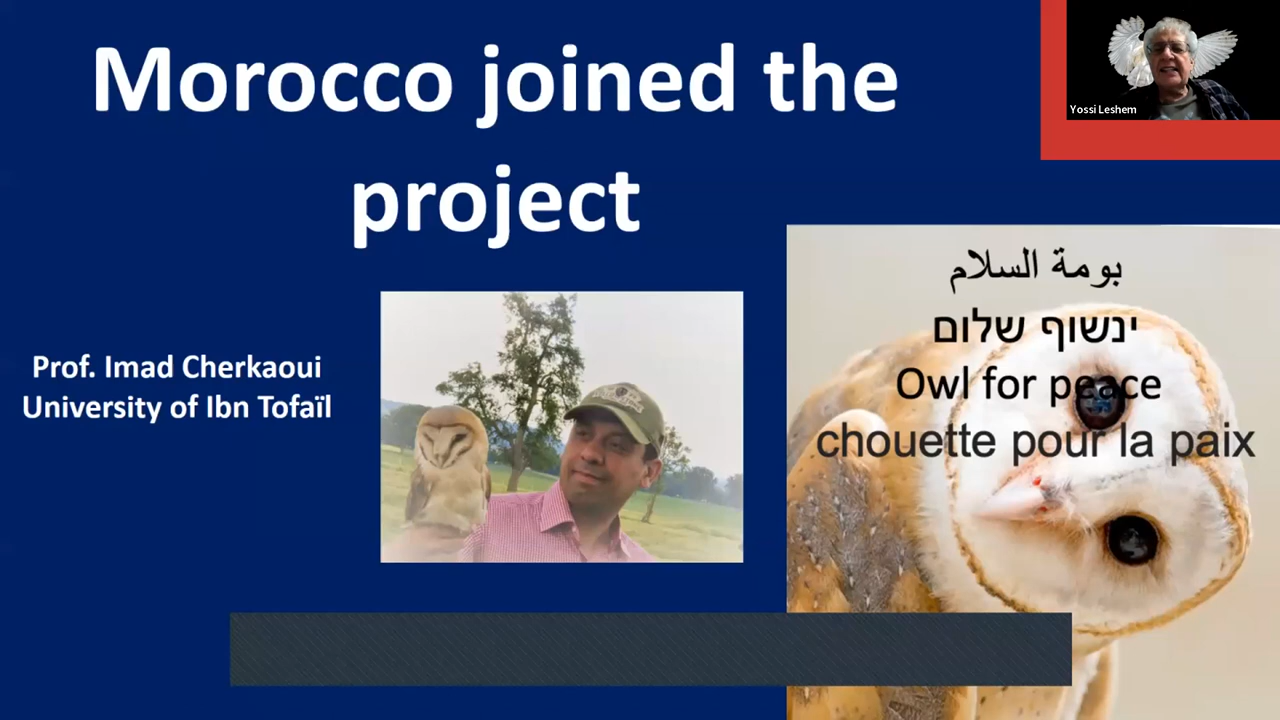 Morocco joined the
project
Yossi Leshem
Prof. Imad Cherkaoui
University of Ibn Tofaïl
بومة السلام
ינשוף שלום
Owl for peace
chouette pour la paix